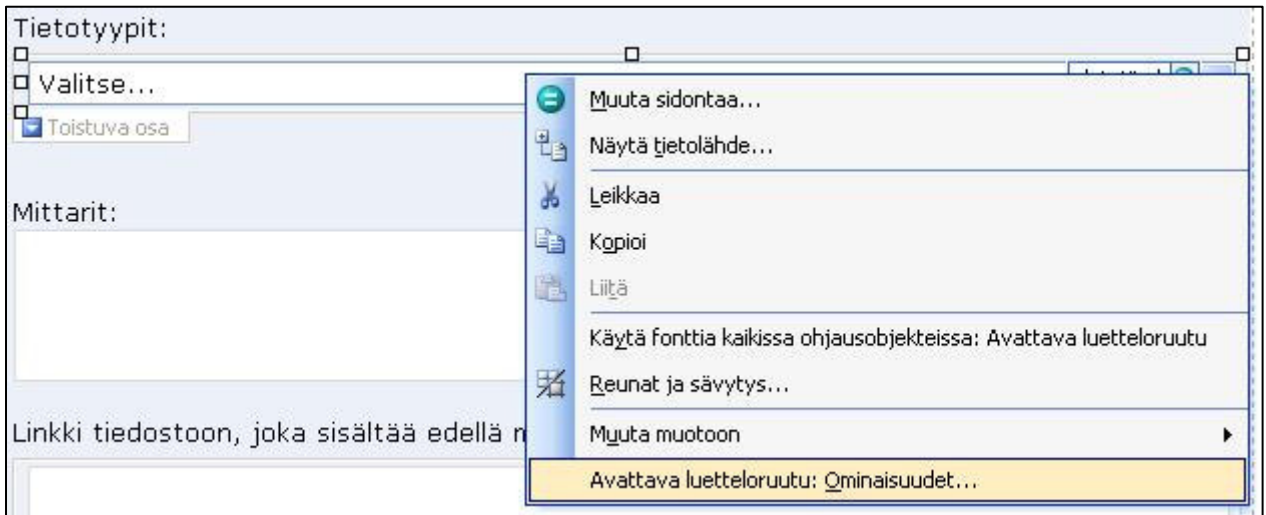 Tietotyypit:
Valitse...
Toistuva osa
Mittarit:
Linkki tiedostoon, joka sisältää edellä
Muuta sidontaa...
Näytä tietolähde...
Leikkaa
Kopioi
Liitä
Käytä fonttia kaikissa ohjausobjekteissa: Avattava luetteloruutu
Reunat ja sävytys...
Muuta muotoon
Avattava luetteloruutu: Ominaisuudet...